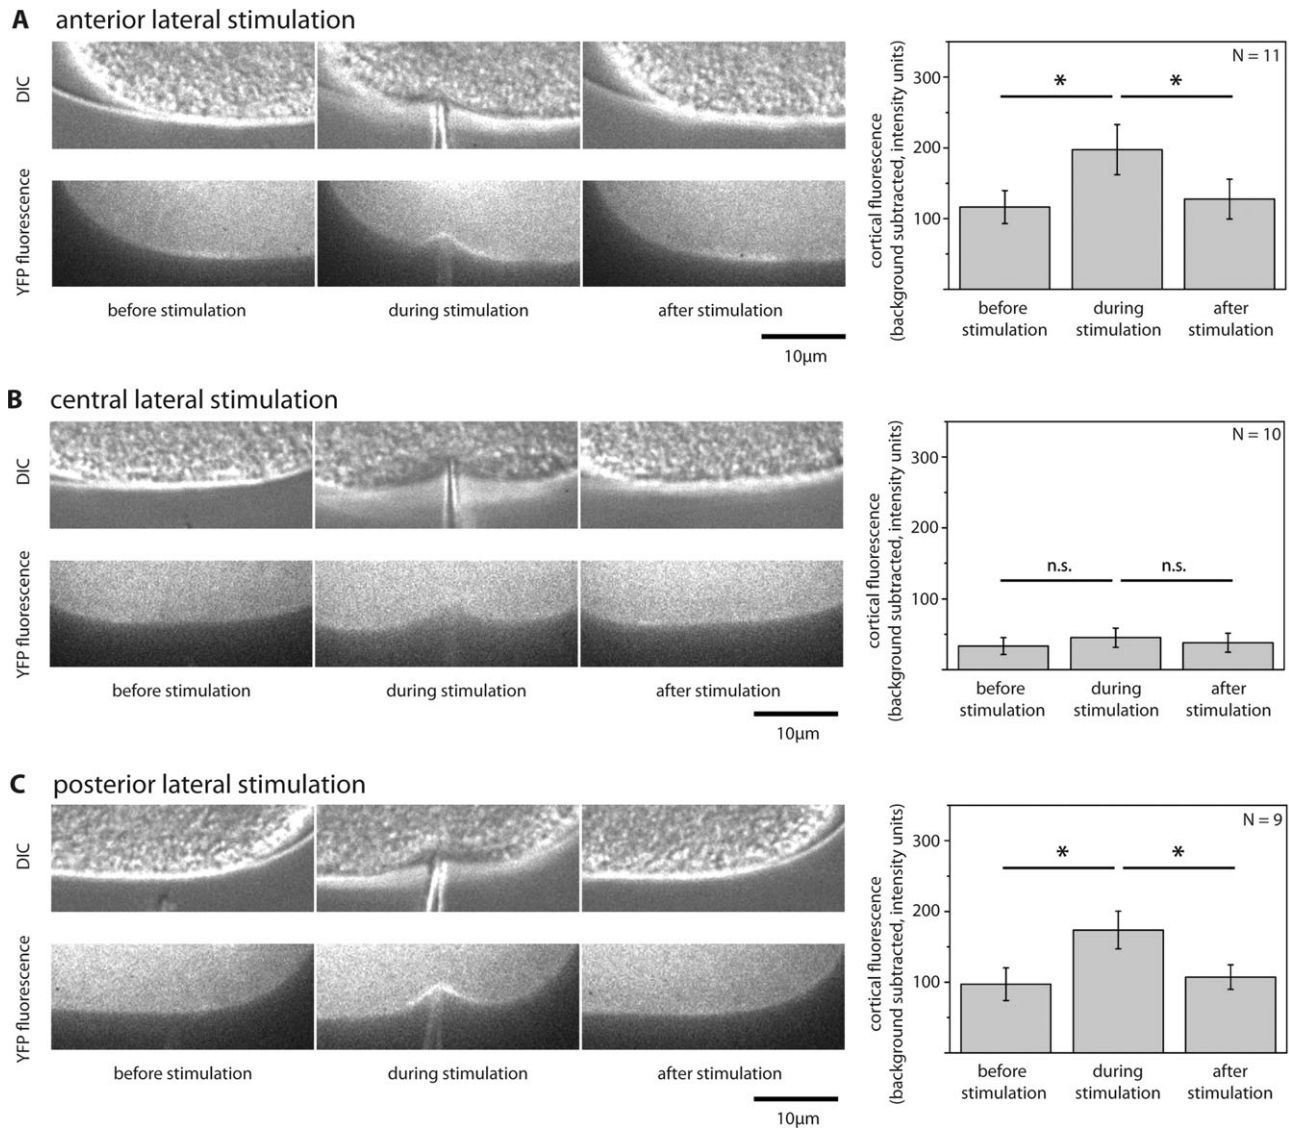 A anterior lateral stimulation
DIC
YFP fluorescence
before stimulation
during stimulation
after stimulation
10µm
N = 11
cortical fluorescence
(background subtracted, intensity units)
300
200
100
*
*
before
stimulation
during
stimulation
after
stimulation
B central lateral stimulation
DIC
YFP fluorescence
before stimulation
during stimulation
after stimulation
10µm
N = 10
cortical fluorescence
(background subtracted, intensity units)
300
200
100
n.s.
n.s.
before
stimulation
during
stimulation
after
stimulation
C posterior lateral stimulation
DIC
YFP fluorescence
before stimulation
during stimulation
after stimulation
10µm
N = 9
cortical fluorescence
(background subtracted, intensity units)
300
200
100
*
*
before
stimulation
during
stimulation
after
stimulation